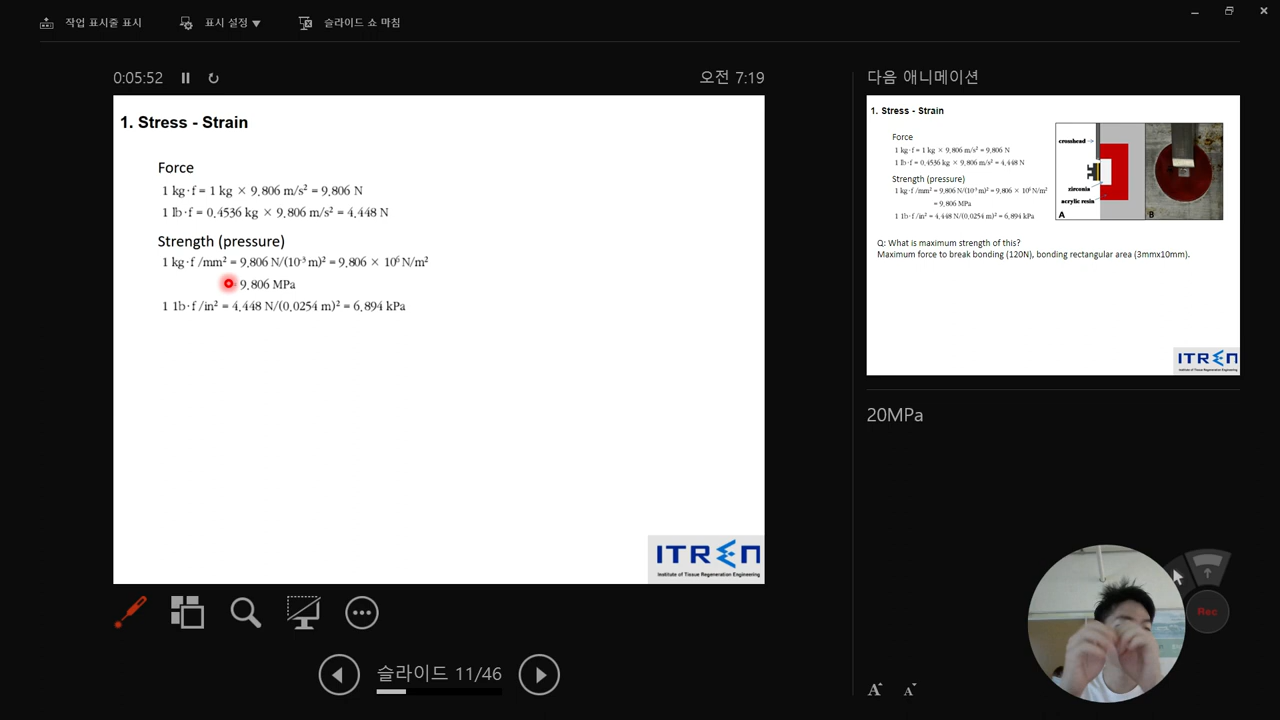 작업 표시줄 표시
표시 설정 ▼
슬라이드 쇼 마침
0:05:52
오전 7:19
1. Stress - Strain
Force
1 kg·f = 1 kg × 9.806 m/s² = 9.806 N
1 lb·f = 0.4536 kg × 9.806 m/s² = 4.448 N
Strength (pressure)
1 kg·f /mm² = 9.806 N/(10⁻³ m)² = 9.806 × 10⁶ N/m²
9.806 MPa
1 1b·f /in² = 4.448 N/(0.0254 m)² = 6.894 kPa
ITREN
Institute of Tissue Regeneration Engineering
슬라이드 11/46
다음 애니메이션
1. Stress - Strain
Force
1 kg·f = 1 kg × 9.806 m/s² = 9.806 N
1 lb·f = 0.4536 kg × 9.806 m/s² = 4.448 N
Strength (pressure)
1 kg·f /mm² = 9.806 N/(10⁻³ m)² = 9.806 × 10⁶ N/m²
= 9.806 MPa
1 1b·f /in² = 4.448 N/(0.0254 m)² = 6.894 kPa
crosshead
zirconia
acrylic resin
A
B
Q: What is maximum strength of this?
Maximum force to break bonding (120N), bonding rectangular area (3mmx10mm).
ITREN
Institute of Tissue Regeneration Engineering
20MPa
Rec
A A